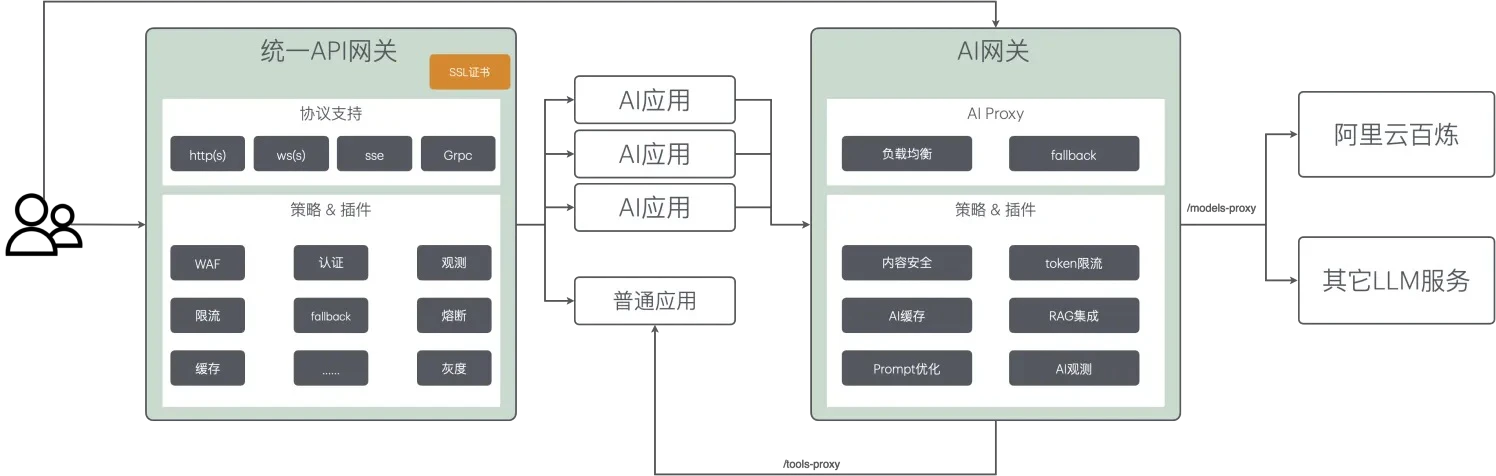 统一API网关
SSL证书
协议支持
http(s)
ws(s)
sse
Grpc
策略 & 插件
WAF
认证
观测
限流
fallback
熔断
缓存
......
灰度
AI应用
AI应用
AI应用
普通应用
/tools-proxy
AI网关
AI Proxy
负载均衡
fallback
策略 & 插件
内容安全
token限流
AI缓存
RAG集成
Prompt优化
AI观测
/models-proxy
阿里云百炼
其它LLM服务